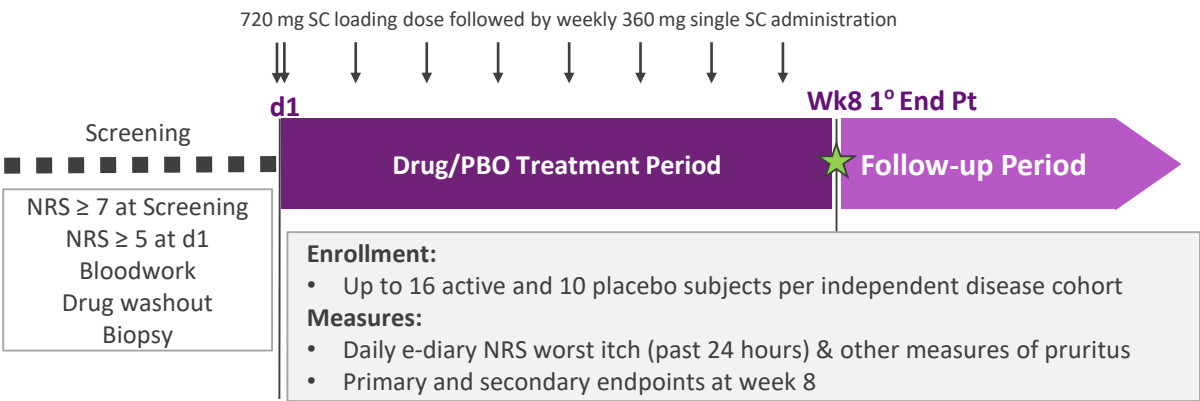 720 mg SC loading dose followed by weekly 360 mg single SC administration
d1
Wk8 1º End Pt
Screening
Drug/PBO Treatment Period
Follow-up Period
NRS ≥ 7 at Screening
NRS ≥ 5 at d1
Bloodwork
Drug washout
Biopsy
Enrollment:
• Up to 16 active and 10 placebo subjects per independent disease cohort
Measures:
• Daily e-diary NRS worst itch (past 24 hours) & other measures of pruritus
• Primary and secondary endpoints at week 8